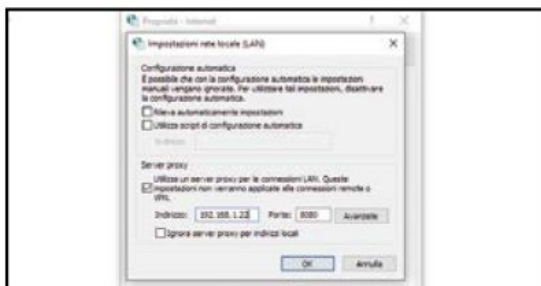 Proprietà - Internet
Impostazioni rete locale (LAN)
Configurazione automatica
È possibile che con la configurazione automatica le impostazioni
manuali vengano ignorate. Per utilizzare tali impostazioni, disattivare
la configurazione automatica.
Rileva automaticamente impostazioni
Utilizza script di configurazione automatica
Indirizzo
Server proxy
Utilizza un server proxy per le connessioni LAN. Queste
impostazioni non verranno applicate alle connessioni remote o
VPN.
Indirizzo: 192.168.1.22 Porta: 8080 Avanzate
Ignora server proxy per indirizzi locali
OK Annulla